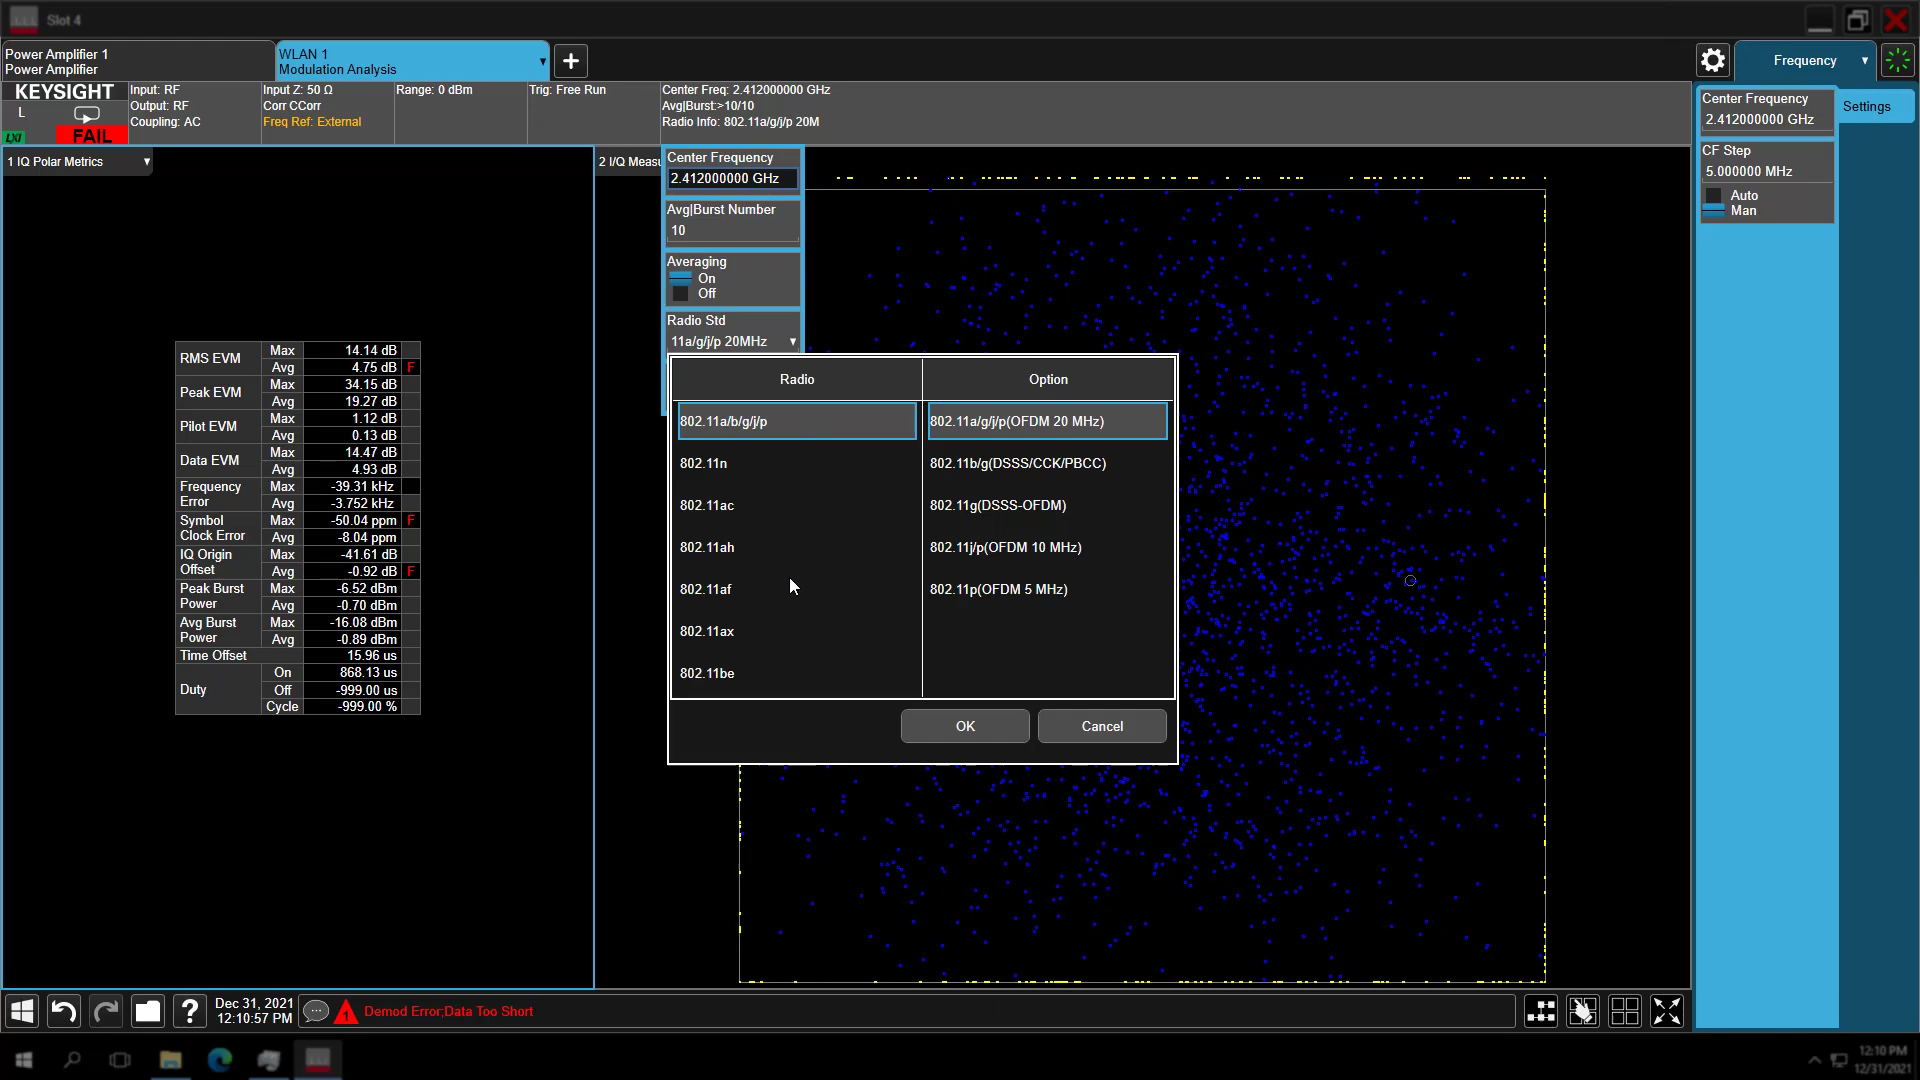 Slot 4
Power Amplifier 1
Power Amplifier
WLAN 1
Modulation Analysis
Frequency
KEYSIGHT
L
LXI
FAIL
Input: RF
Output: RF
Coupling: AC
Input Z: 50 Ω
Corr CCorr
Freq Ref: External
Range: 0 dBm
Trig: Free Run
Center Freq: 2.412000000 GHz
Avg|Burst:>10/10
Radio Info: 802.11a/g/j/p 20M
Center Frequency
2.412000000 GHz
Settings
CF Step
5.000000 MHz
Auto
Man
1 IQ Polar Metrics
2 I/Q Measu
Center Frequency
2.412000000 GHz
Avg|Burst Number
10
Averaging
On
Off
Radio Std
11a/g/j/p 20MHz
RMS EVM Max 14.14 dB
Avg 4.75 dB F
Peak EVM Max 34.15 dB
Avg 19.27 dB
Pilot EVM Max 1.12 dB
Avg 0.13 dB
Data EVM Max 14.47 dB
Avg 4.93 dB
Frequency Error Max -39.31 kHz
Avg -3.752 kHz
Symbol Clock Error Max -50.04 ppm F
Avg -8.04 ppm
IQ Origin Offset Max -41.61 dB
Avg -0.92 dB F
Peak Burst Power Max -6.52 dBm
Avg -0.70 dBm
Avg Burst Power Max -16.08 dBm
Avg -0.89 dBm
Time Offset 15.96 us
Duty On 868.13 us
Off -999.00 us
Cycle -999.00 %
Radio Option
802.11a/b/g/j/p 802.11a/g/j/p(OFDM 20 MHz)
802.11n 802.11b/g(DSSS/CCK/PBCC)
802.11ac 802.11g(DSSS-OFDM)
802.11ah 802.11j/p(OFDM 10 MHz)
802.11af 802.11p(OFDM 5 MHz)
802.11ax
802.11be
OK Cancel
Dec 31, 2021
12:10:57 PM
1
Demod Error;Data Too Short
12:10 PM
12/31/2021